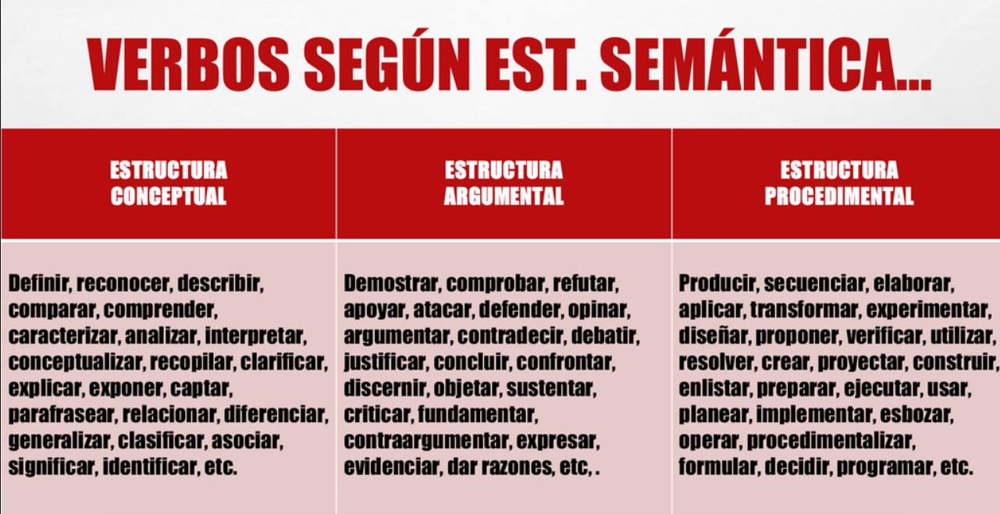 VERBOS SEGÚN EST. SEMÁNTICA...
ESTRUCTURA
CONCEPTUAL
ESTRUCTURA
ARGUMENTAL
ESTRUCTURA
PROCEDIMENTAL
Definir, reconocer, describir,
comparar, comprender,
caracterizar, analizar, interpretar,
conceptualizar, recopilar, clarificar,
explicar, exponer, captar,
parafrasear, relacionar, diferenciar,
generalizar, clasificar, asociar,
significar, identificar, etc.
Demostrar, comprobar, refutar,
apoyar, atacar, defender, opinar,
argumentar, contradecir, debatir,
justificar, concluir, confrontar,
discernir, objetar, sustentar,
criticar, fundamentar,
contraargumentar, expresar,
evidenciar, dar razones, etc, .
Producir, secuenciar, elaborar,
aplicar, transformar, experimentar,
diseñar, proponer, verificar, utilizar,
resolver, crear, proyectar, construir,
enlistar, preparar, ejecutar, usar,
planear, implementar, esbozar,
operar, procedimentalizar,
formular, decidir, programar, etc.